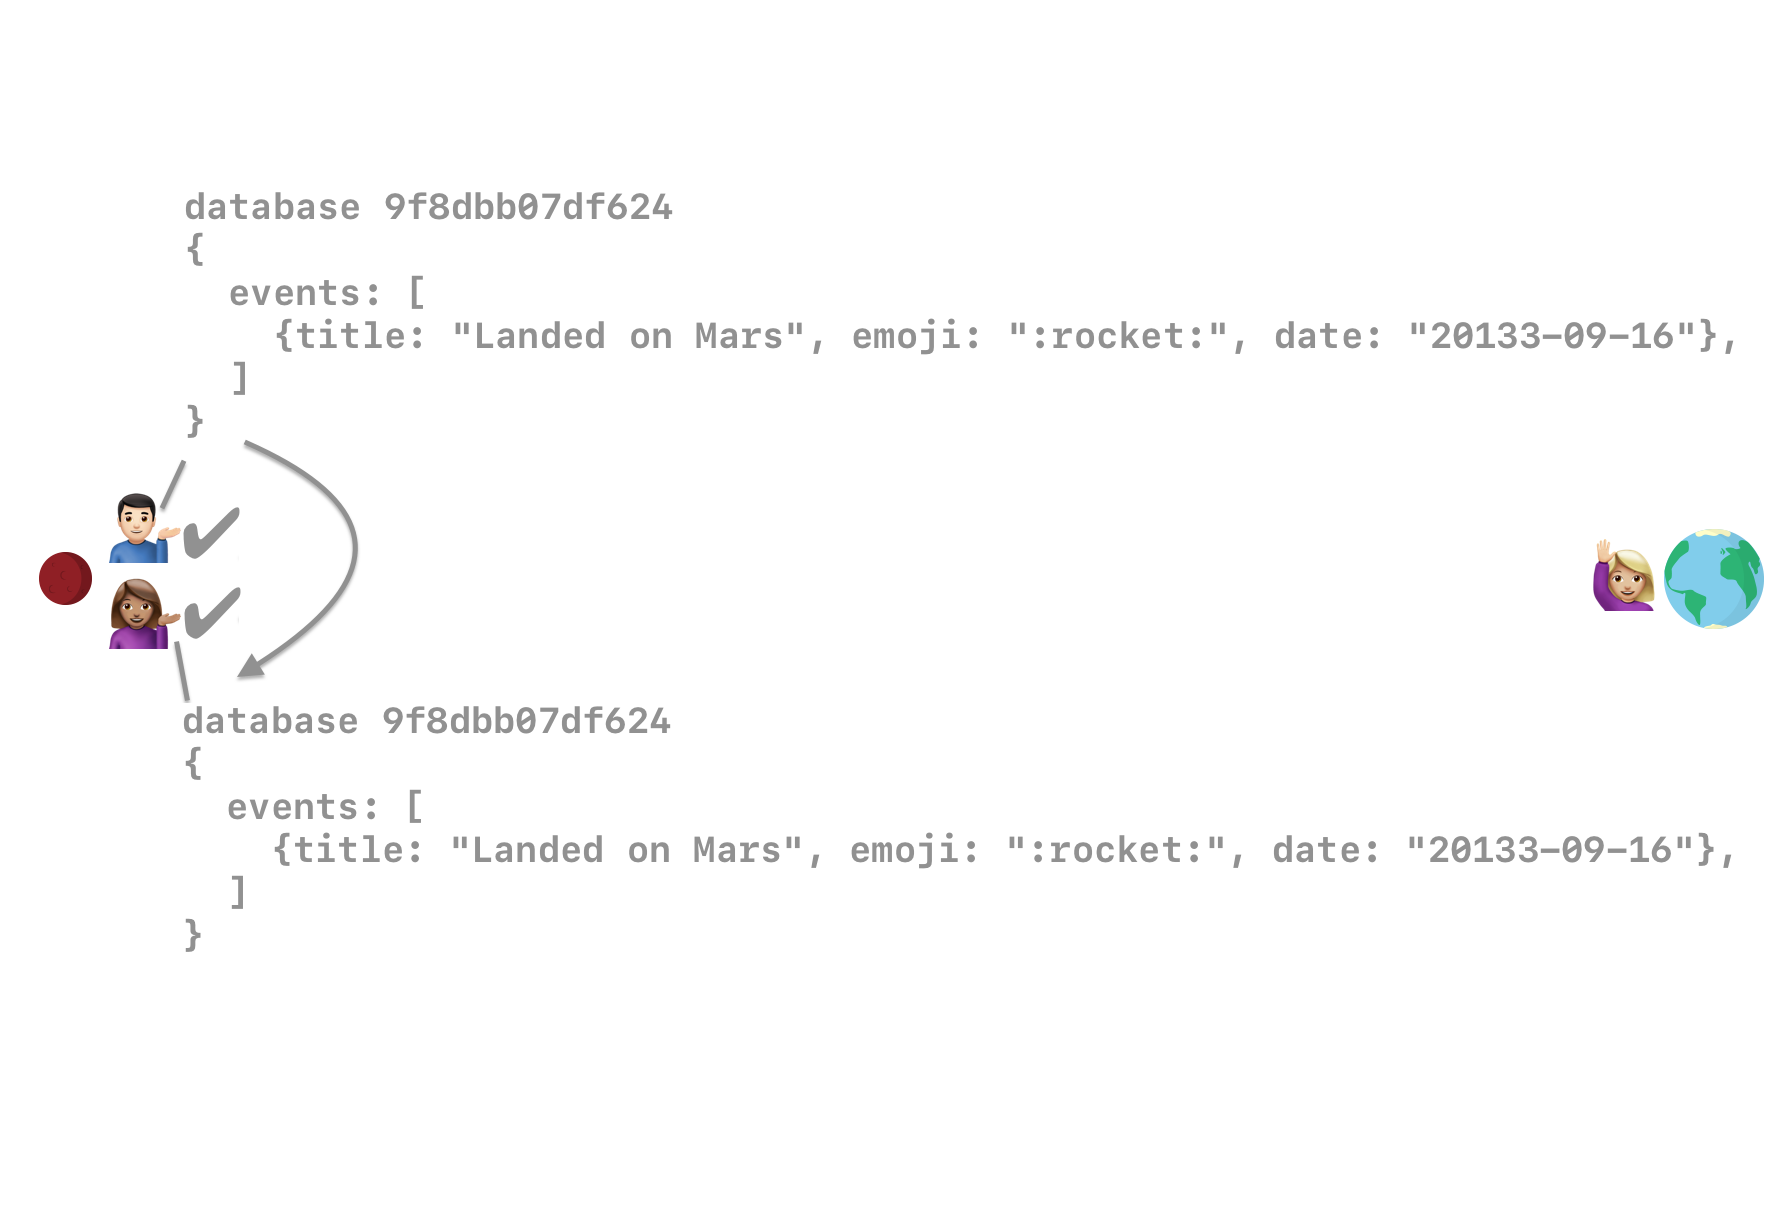 database 9f8dbb07df624
{
  events: [
    {title: "Landed on Mars", emoji: ":rocket:", date: "20133-09-16"},
  ]
}
database 9f8dbb07df624
{
  events: [
    {title: "Landed on Mars", emoji: ":rocket:", date: "20133-09-16"},
  ]
}